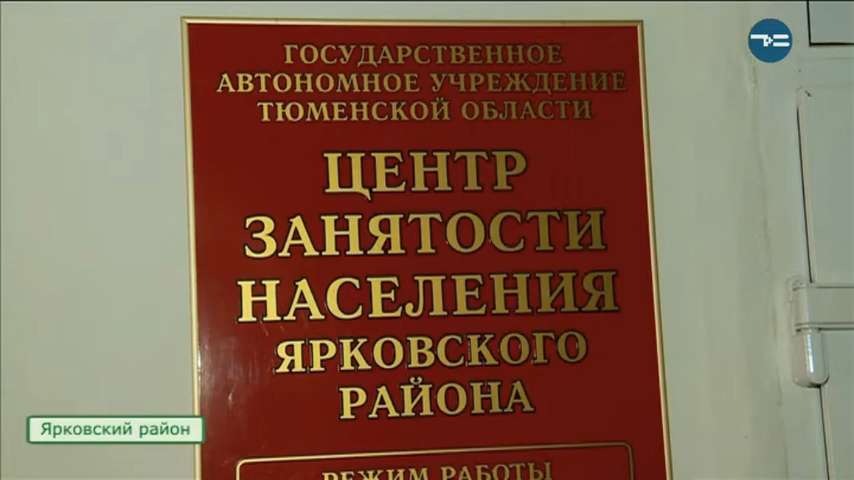 ГОСУДАРСТВЕННОЕ
АВТОНОМНОЕ УЧРЕЖДЕНИЕ
ТЮМЕНСКОЙ ОБЛАСТИ
ЦЕНТР
ЗАНЯТОСТИ
НАСЕЛЕНИЯ
ЯРКОВСКОГО
РАЙОНА
РЕЖИМ РАБОТЫ
Ярковский район